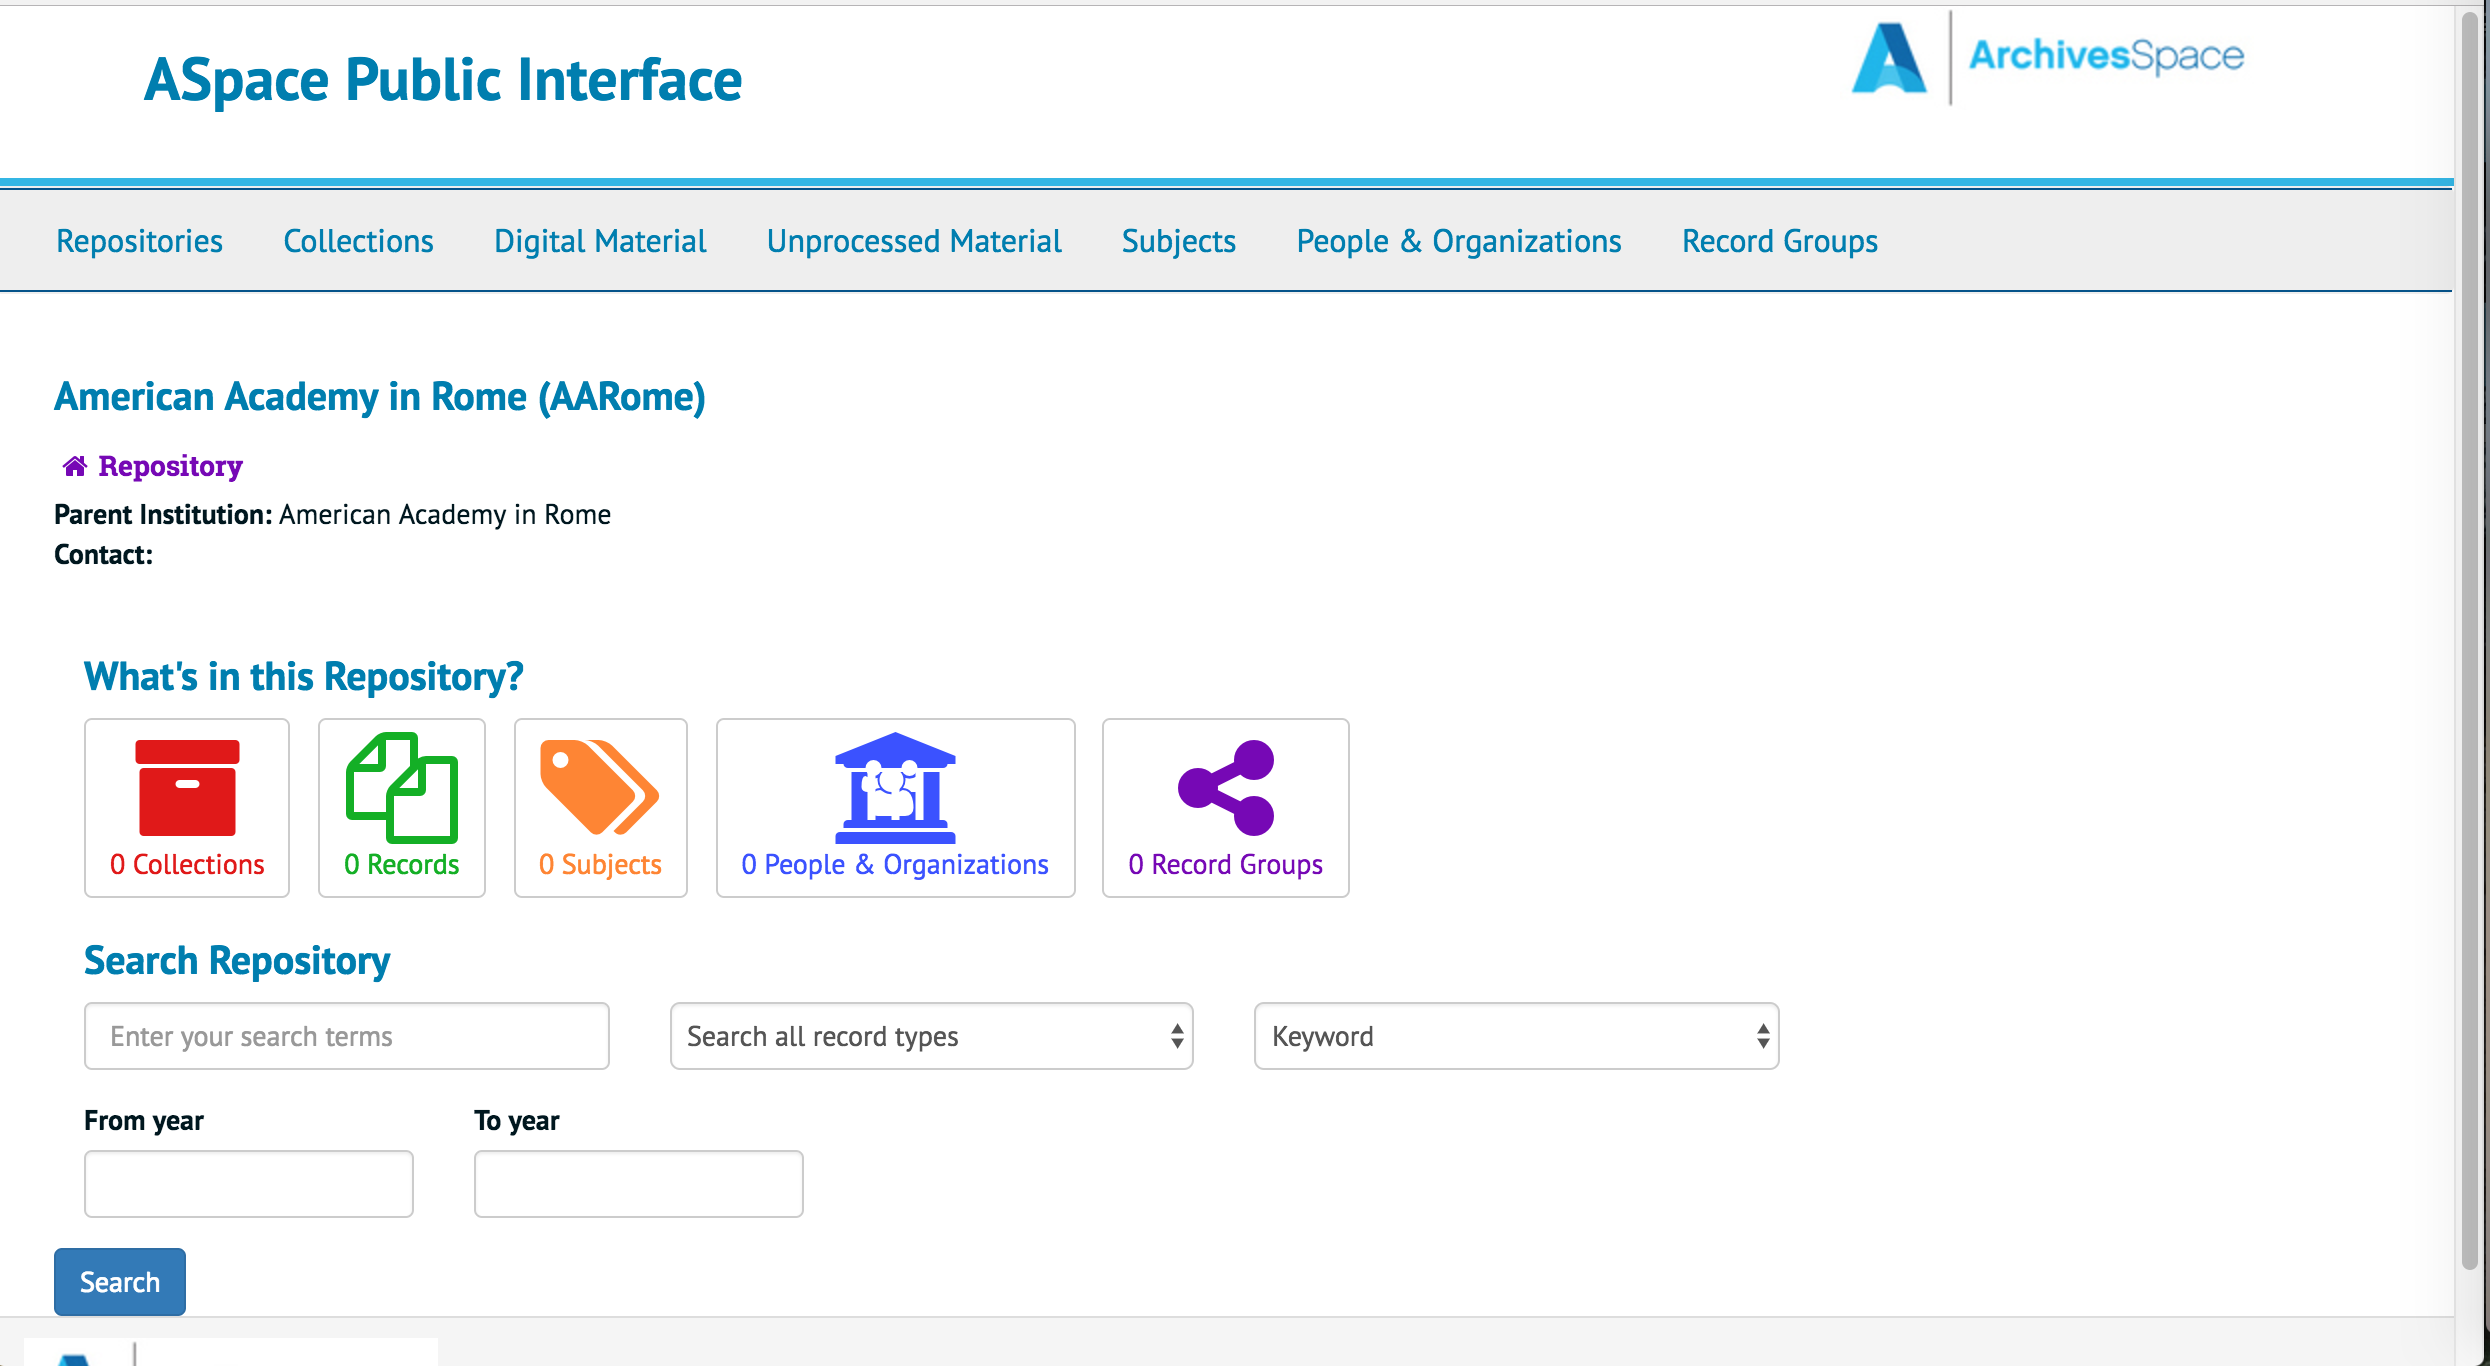 ASpace Public Interface
ArchivesSpace
Repositories Collections Digital Material Unprocessed Material Subjects People & Organizations Record Groups
American Academy in Rome (AARome)
Repository
Parent Institution: American Academy in Rome
Contact:
What's in this Repository?
0 Collections 0 Records 0 Subjects 0 People & Organizations 0 Record Groups
Search Repository
Enter your search terms Search all record types Keyword
From year To year
Search